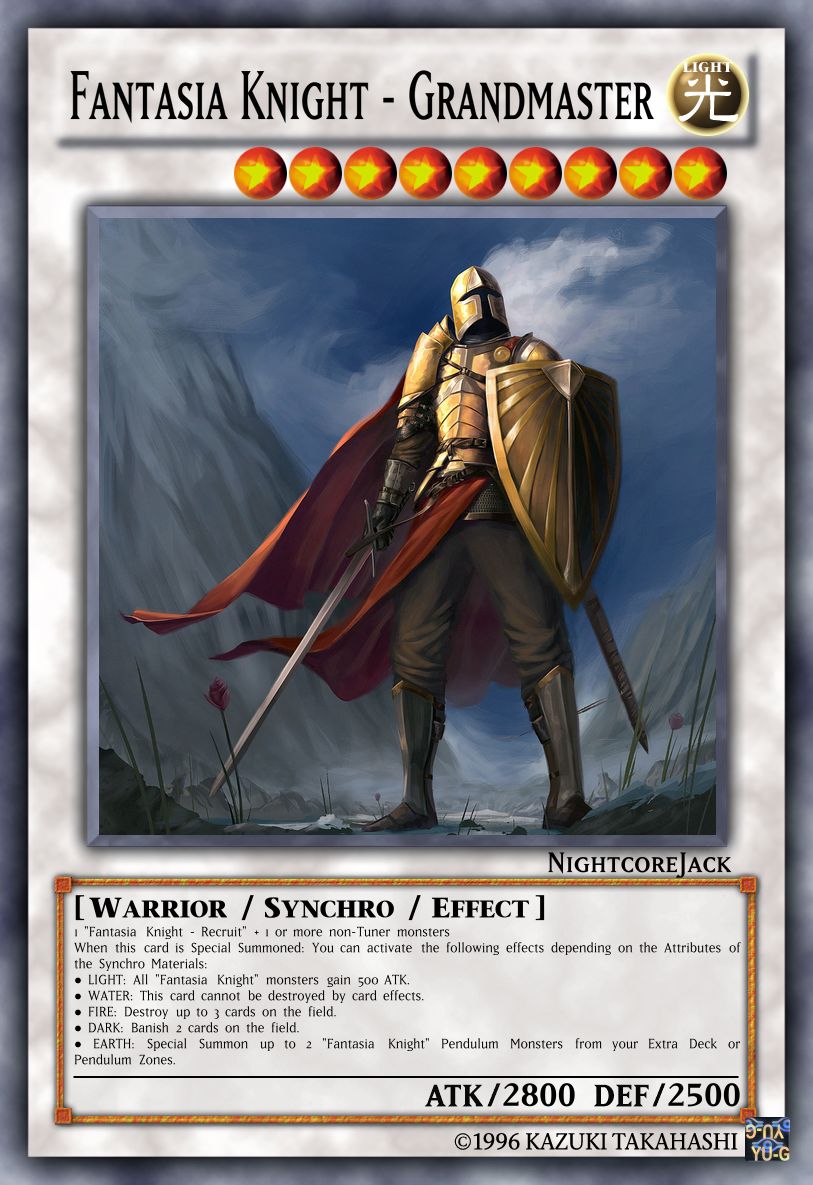 Fantasia Knight - Grandmaster
LIGHT
光
NightcoreJack
[ Warrior / Synchro / Effect ]
1 "Fantasia Knight - Recruit" + 1 or more non-Tuner monsters
When this card is Special Summoned: You can activate the following effects depending on the Attributes of
the Synchro Materials:
● LIGHT: All "Fantasia Knight" monsters gain 500 ATK.
● WATER: This card cannot be destroyed by card effects.
● FIRE: Destroy up to 3 cards on the field.
● DARK: Banish 2 cards on the field.
● EARTH: Special Summon up to 2 "Fantasia Knight" Pendulum Monsters from your Extra Deck or
Pendulum Zones.
ATK/2800 DEF/2500
©1996 KAZUKI TAKAHASHI
YU-G
YU-G